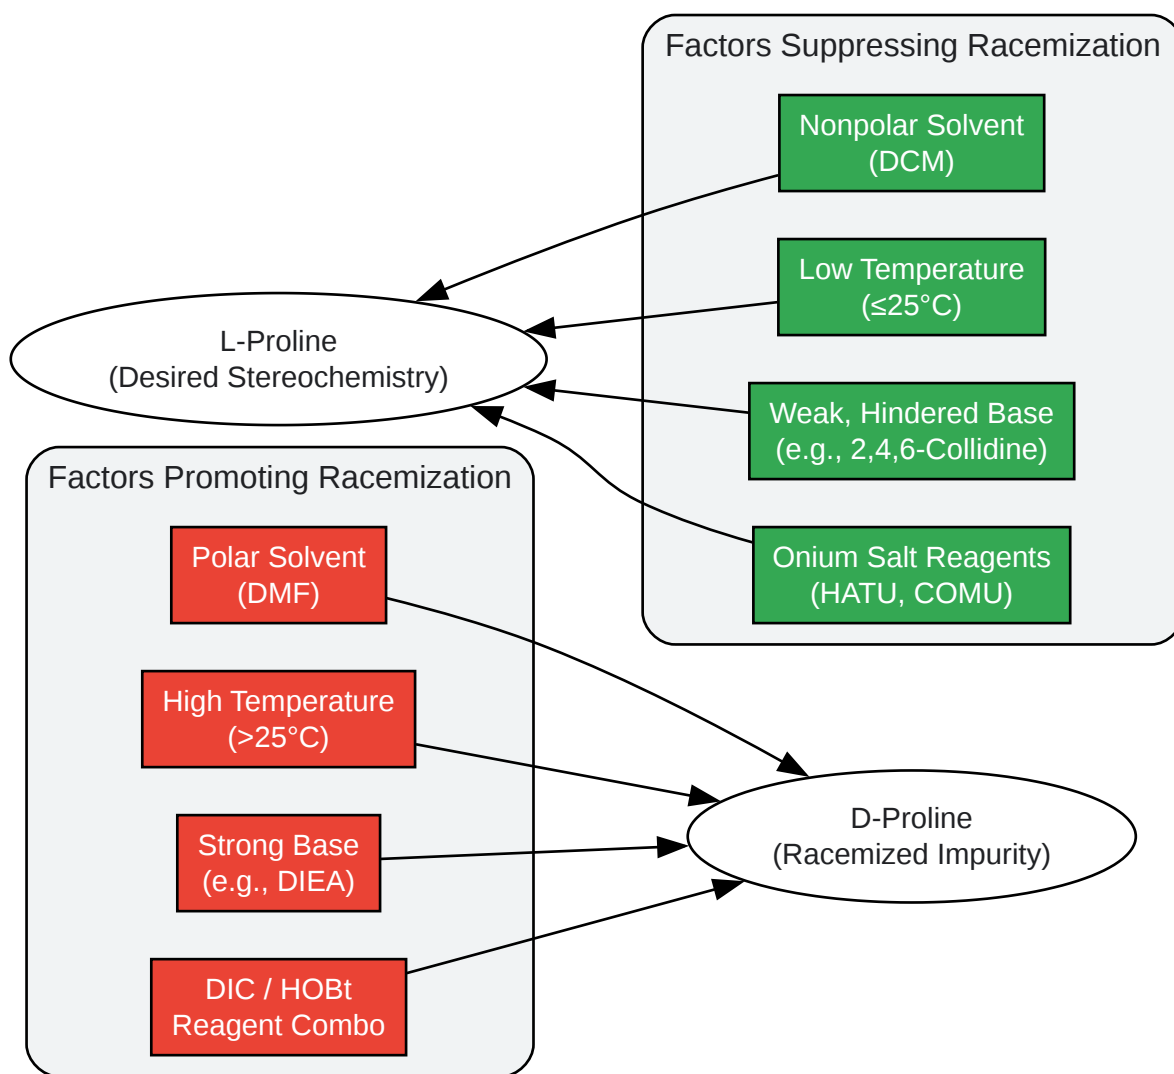 Factors Suppressing Racemization
Nonpolar Solvent
(DCM)
Low Temperature
(≤25°C)
Weak, Hindered Base
(e.g., 2,4,6-Collidine)
Onium Salt Reagents
(HATU, COMU)
L-Proline
(Desired Stereochemistry)
Factors Promoting Racemization
Polar Solvent
(DMF)
High Temperature
(>25°C)
Strong Base
(e.g., DIEA)
DIC / HOBt
Reagent Combo
D-Proline
(Racemized Impurity)